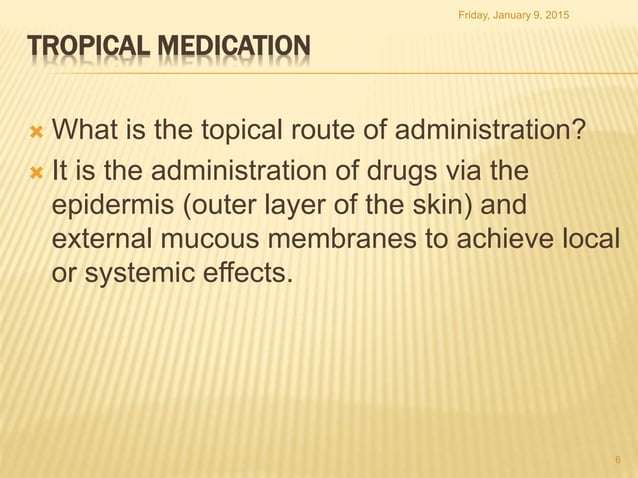 Friday, January 9, 2015
TROPICAL MEDICATION
What is the topical route of administration?
It is the administration of drugs via the
epidermis (outer layer of the skin) and
external mucous membranes to achieve local
or systemic effects.
6